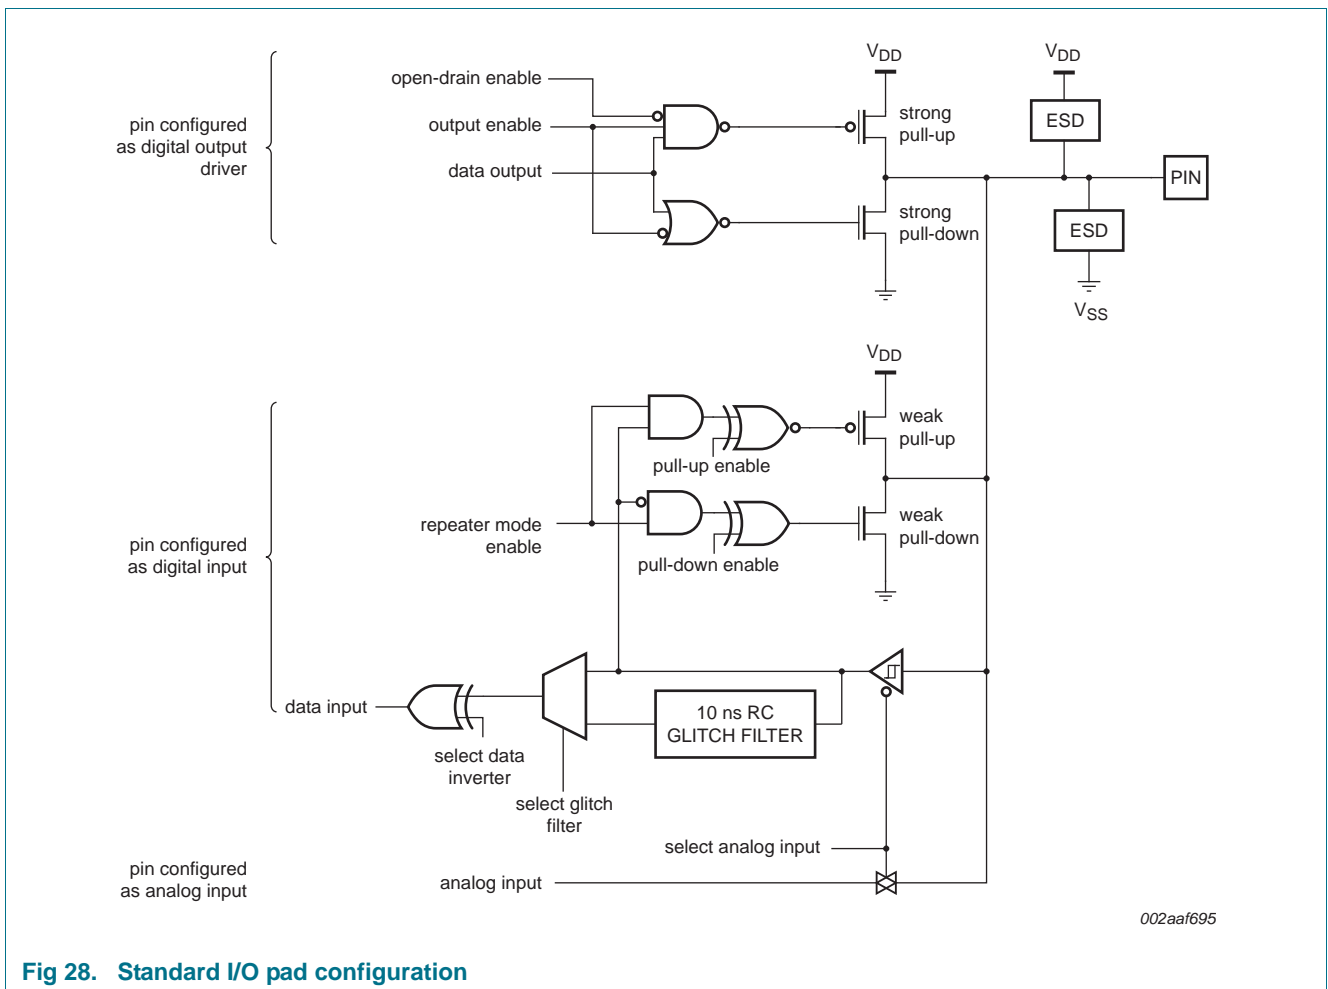 VDD
VDD
open-drain enable
strong
pull-up
ESD
pin configured
as digital output
driver
output enable
data output
PIN
strong
pull-down
ESD
VSS
VDD
weak
pull-up
pull-up enable
repeater mode
enable
weak
pull-down
pin configured
as digital input
pull-down enable
data input
10 ns RC
GLITCH FILTER
select data
inverter
select glitch
filter
select analog input
pin configured
as analog input
analog input
002aaf695
Fig 28. Standard I/O pad configuration